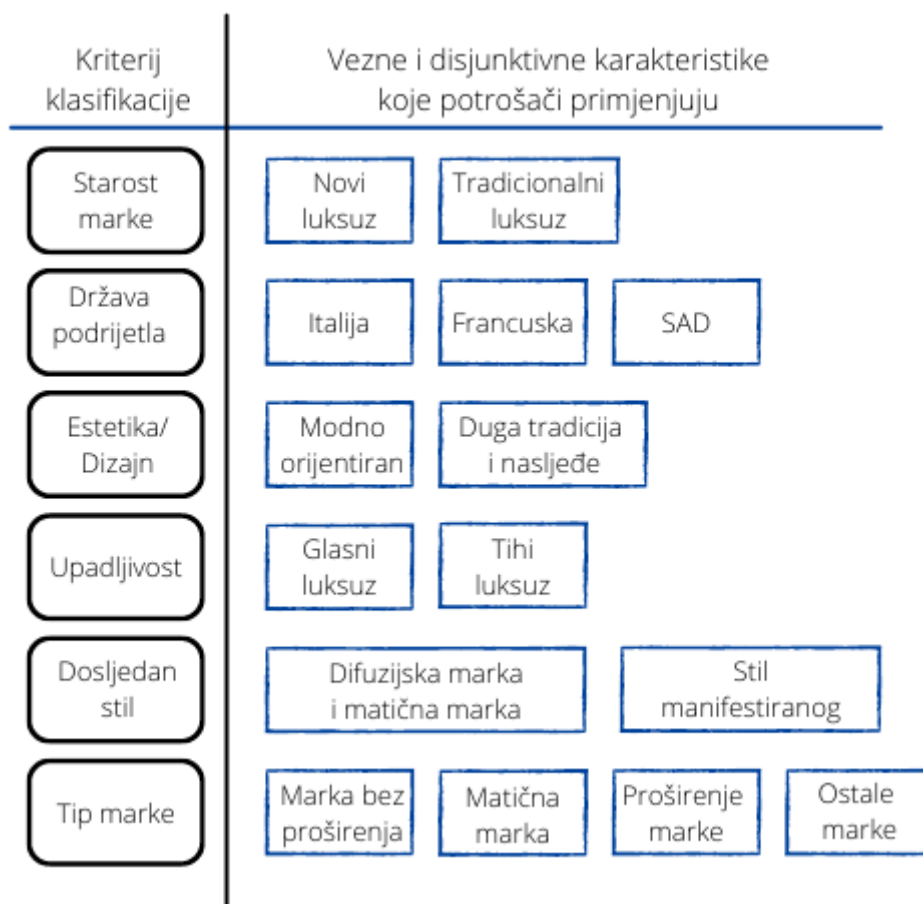 Kriterij
klasifikacije
Vezne i disjunktivne karakteristike
koje potrošači primjenjuju
Starost
marke
Novi
luksuz
Tradicionalni
luksuz
Država
podrijetla
Italija
Francuska
SAD
Estetika/
Dizajn
Modno
orijentiran
Duga tradicija
i nasljeđe
Upadljivost
Glasni
luksuz
Tihi
luksuz
Dosljedan
stil
Difuzijska marka
i matična marka
Stil
manifestiranog
Tip marke
Marka bez
proširenja
Matična
marka
Proširenje
marke
Ostale
marke